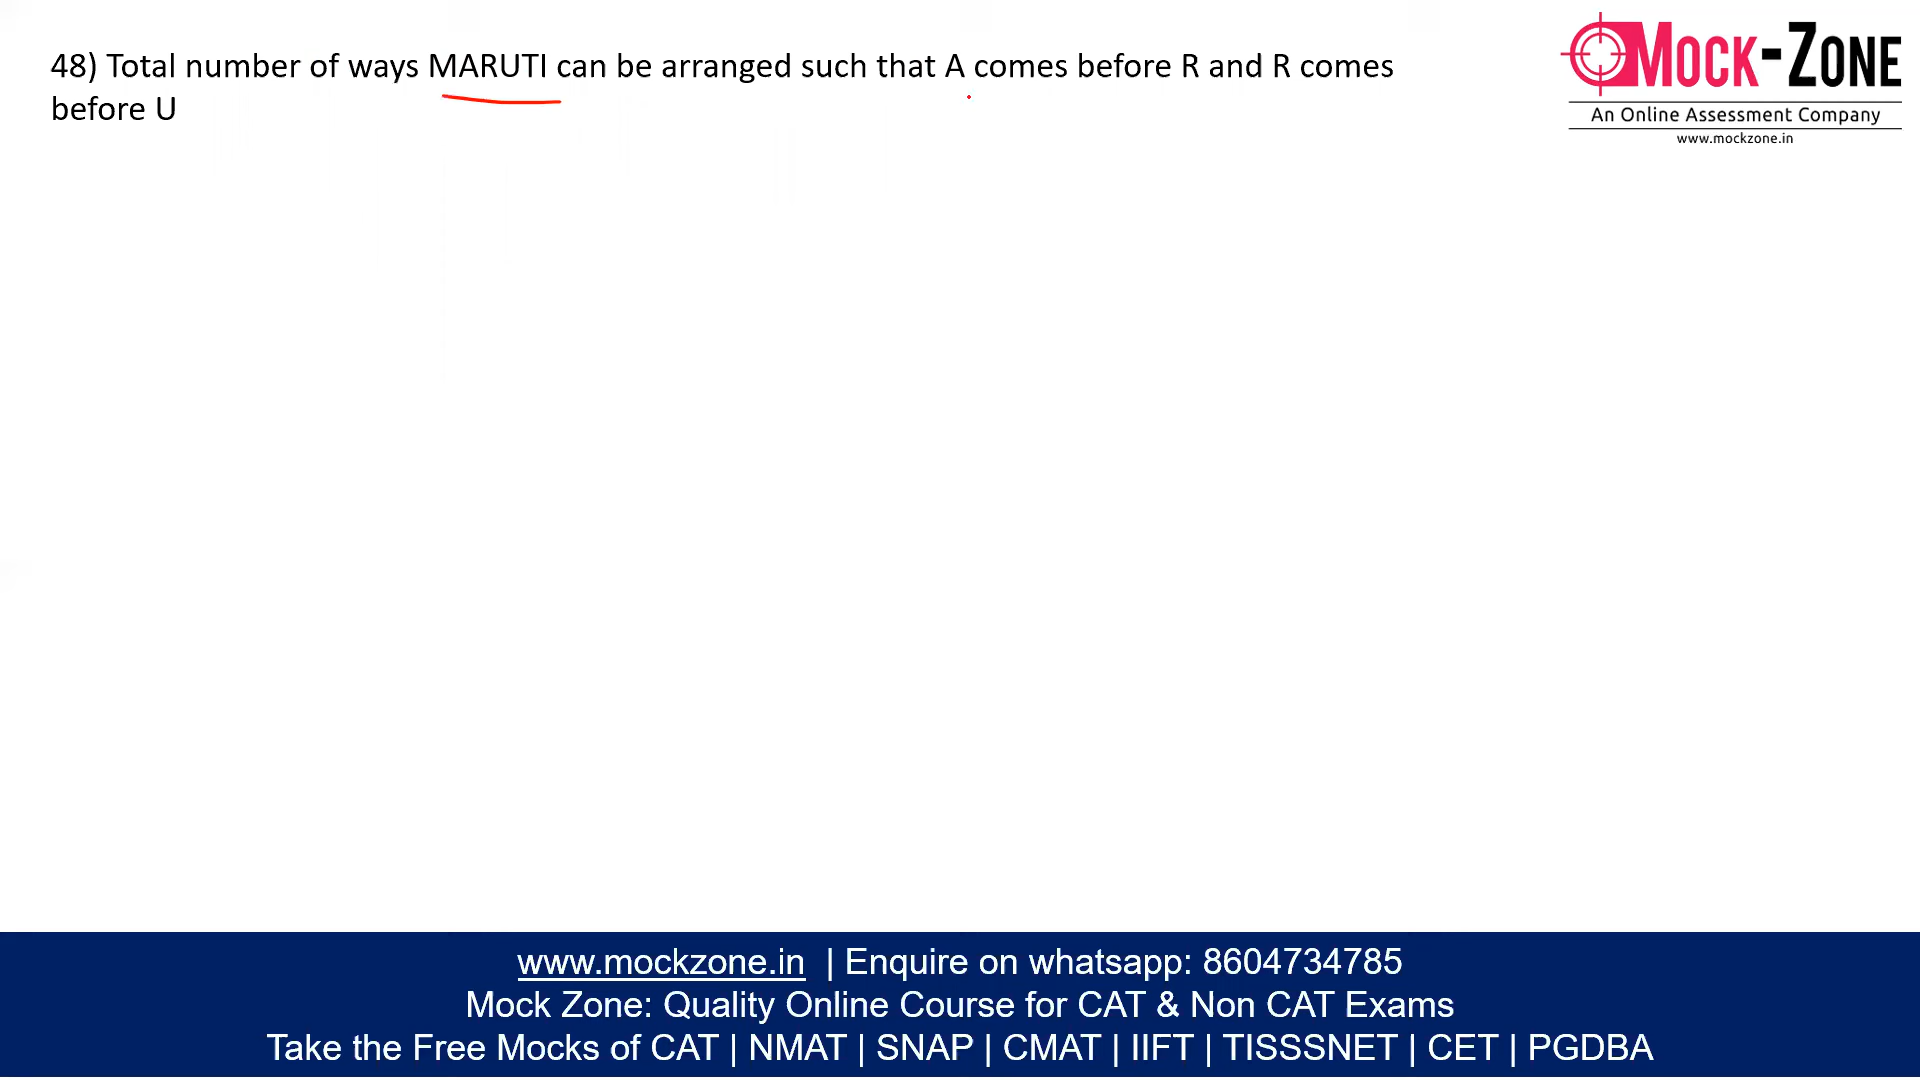 48) Total number of ways MARUTI can be arranged such that A comes before R and R comes
before U
MOCK-ZONE
An Online Assessment Company
www.mockzone.in
www.mockzone.in | Enquire on whatsapp: 8604734785
Mock Zone: Quality Online Course for CAT & Non CAT Exams
Take the Free Mocks of CAT | NMAT | SNAP | CMAT | IIFT | TISSSNET | CET | PGDBA